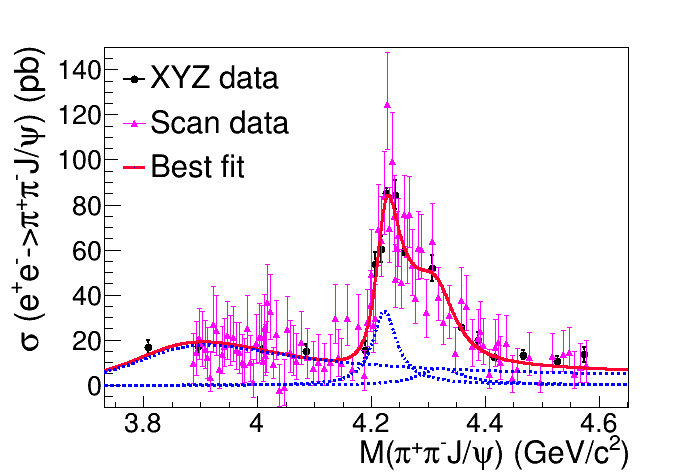 σ (e⁺e⁻->π⁺π⁻J/ψ) (pb)
140
120
100
80
60
40
20
0
XYZ data
Scan data
Best fit
3.8 4 4.2 4.4 4.6
M(π⁺π⁻J/ψ) (GeV/c²)